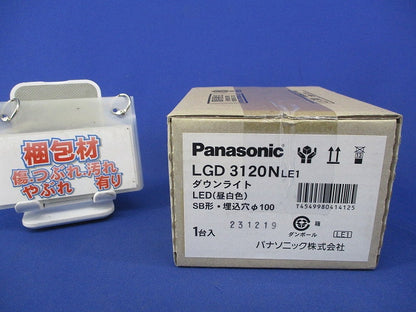 梱包材
傷つぶれ汚れ
やぶれ 有り
Panasonic
LGD 3120N LE1
ダウンライト
LED(昼白色)
SB形・埋込穴φ100
1台入
231219
T4549980414125
箱
ダンボール
LE1
パナソニック株式会社